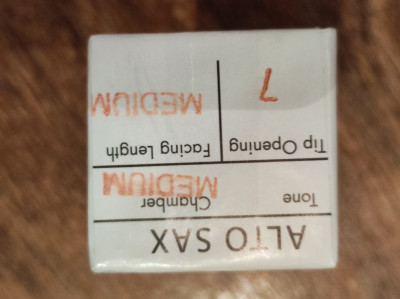 ALTO SAX
Tone Chamber
MEDIUM
Tip Opening Facing Length
7 MEDIUM